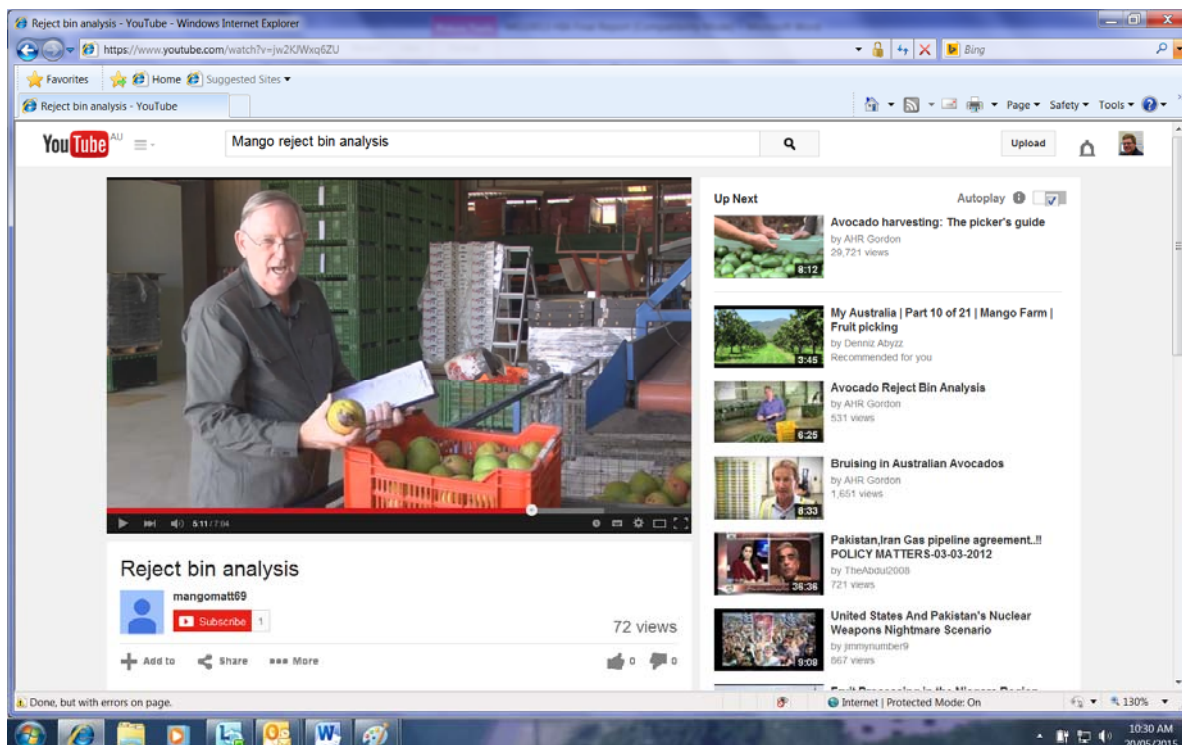 Reject bin analysis - YouTube - Windows Internet Explorer
https://www.youtube.com/watch?v=jw2KJWxq6ZU
Bing
Favorites Home Suggested Sites
Reject bin analysis - YouTube
Page Safety Tools
YouTube AU
Mango reject bin analysis
Upload
5:11 / 7:04
Reject bin analysis
mangomatt69
Subscribe 1
72 views
Add to Share More
0 0
Up Next
Autoplay
Avocado harvesting: The picker's guide
by AHR Gordon
29,721 views
8:12
My Australia | Part 10 of 21 | Mango Farm |
Fruit picking
by Denniz Abyzz
Recommended for you
3:45
Avocado Reject Bin Analysis
by AHR Gordon
531 views
6:25
Bruising in Australian Avocados
by AHR Gordon
1,651 views
8:33
Pakistan,Iran Gas pipeline agreement..!!
POLICY MATTERS-03-03-2012
by TheAbdul2008
721 views
36:36
United States And Pakistan's Nuclear
Weapons Nightmare Scenario
by jimmynumber9
867 views
9:08
Done, but with errors on page.
Internet | Protected Mode: On
130%
10:30 AM
20/05/2015